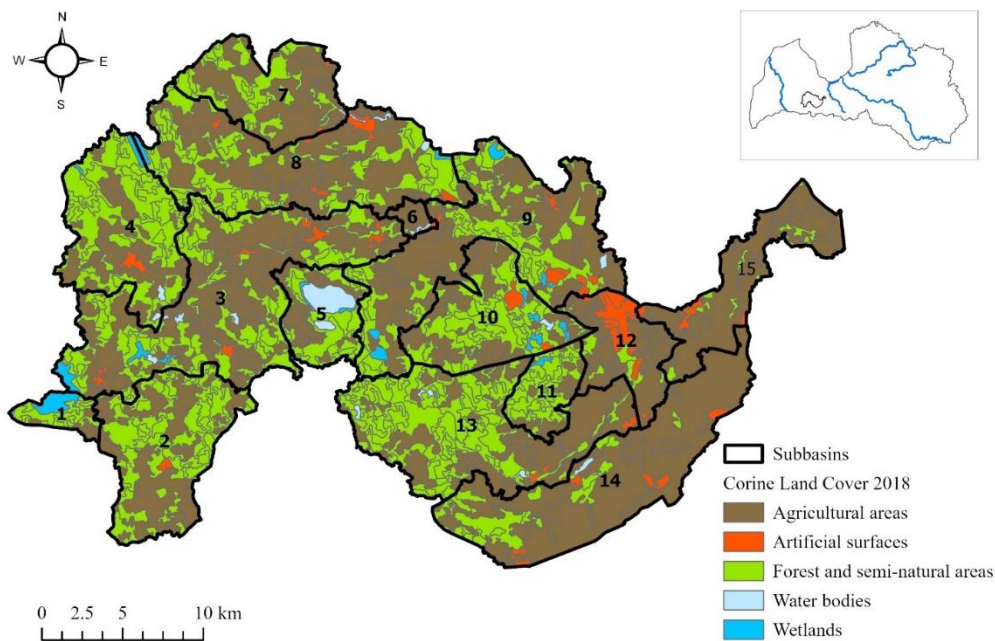 N
W E
S
7
8
4
6
9
15
3
5
10
12
11
1
2
13
14
Subbasins
Corine Land Cover 2018
Agricultural areas
Artificial surfaces
Forest and semi-natural areas
Water bodies
Wetlands
0 2.5 5 10 km